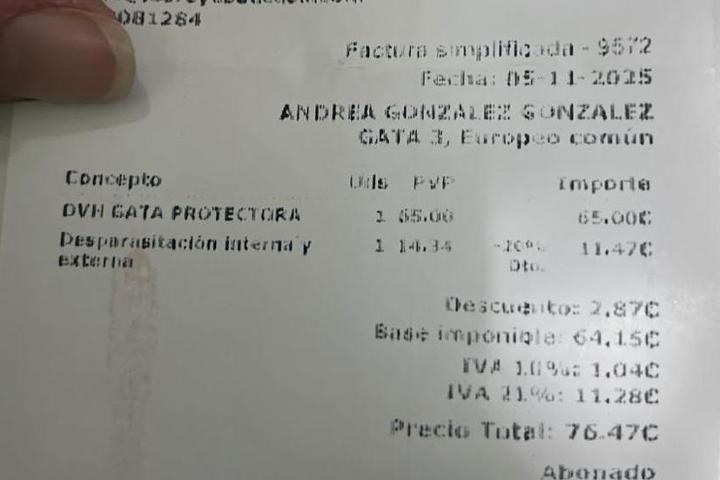 081284
Factura simplificada - 9572
Fecha: 05-11-2025
ANDREA GONZALEZ GONZALEZ
GATA 3, Europeo común
Concepto Uds PVP Importe
OVH GATA PROTECTORA 1 65.00 65.00€
Desparasitación interna y 1 14.34 -20% 11.47€
externa Dto.
Descuento: 2,87€
Base imponible: 64,15€
IVA 10%: 1,04€
IVA 21%: 11,28€
Precio Total: 76.47€
Abonado